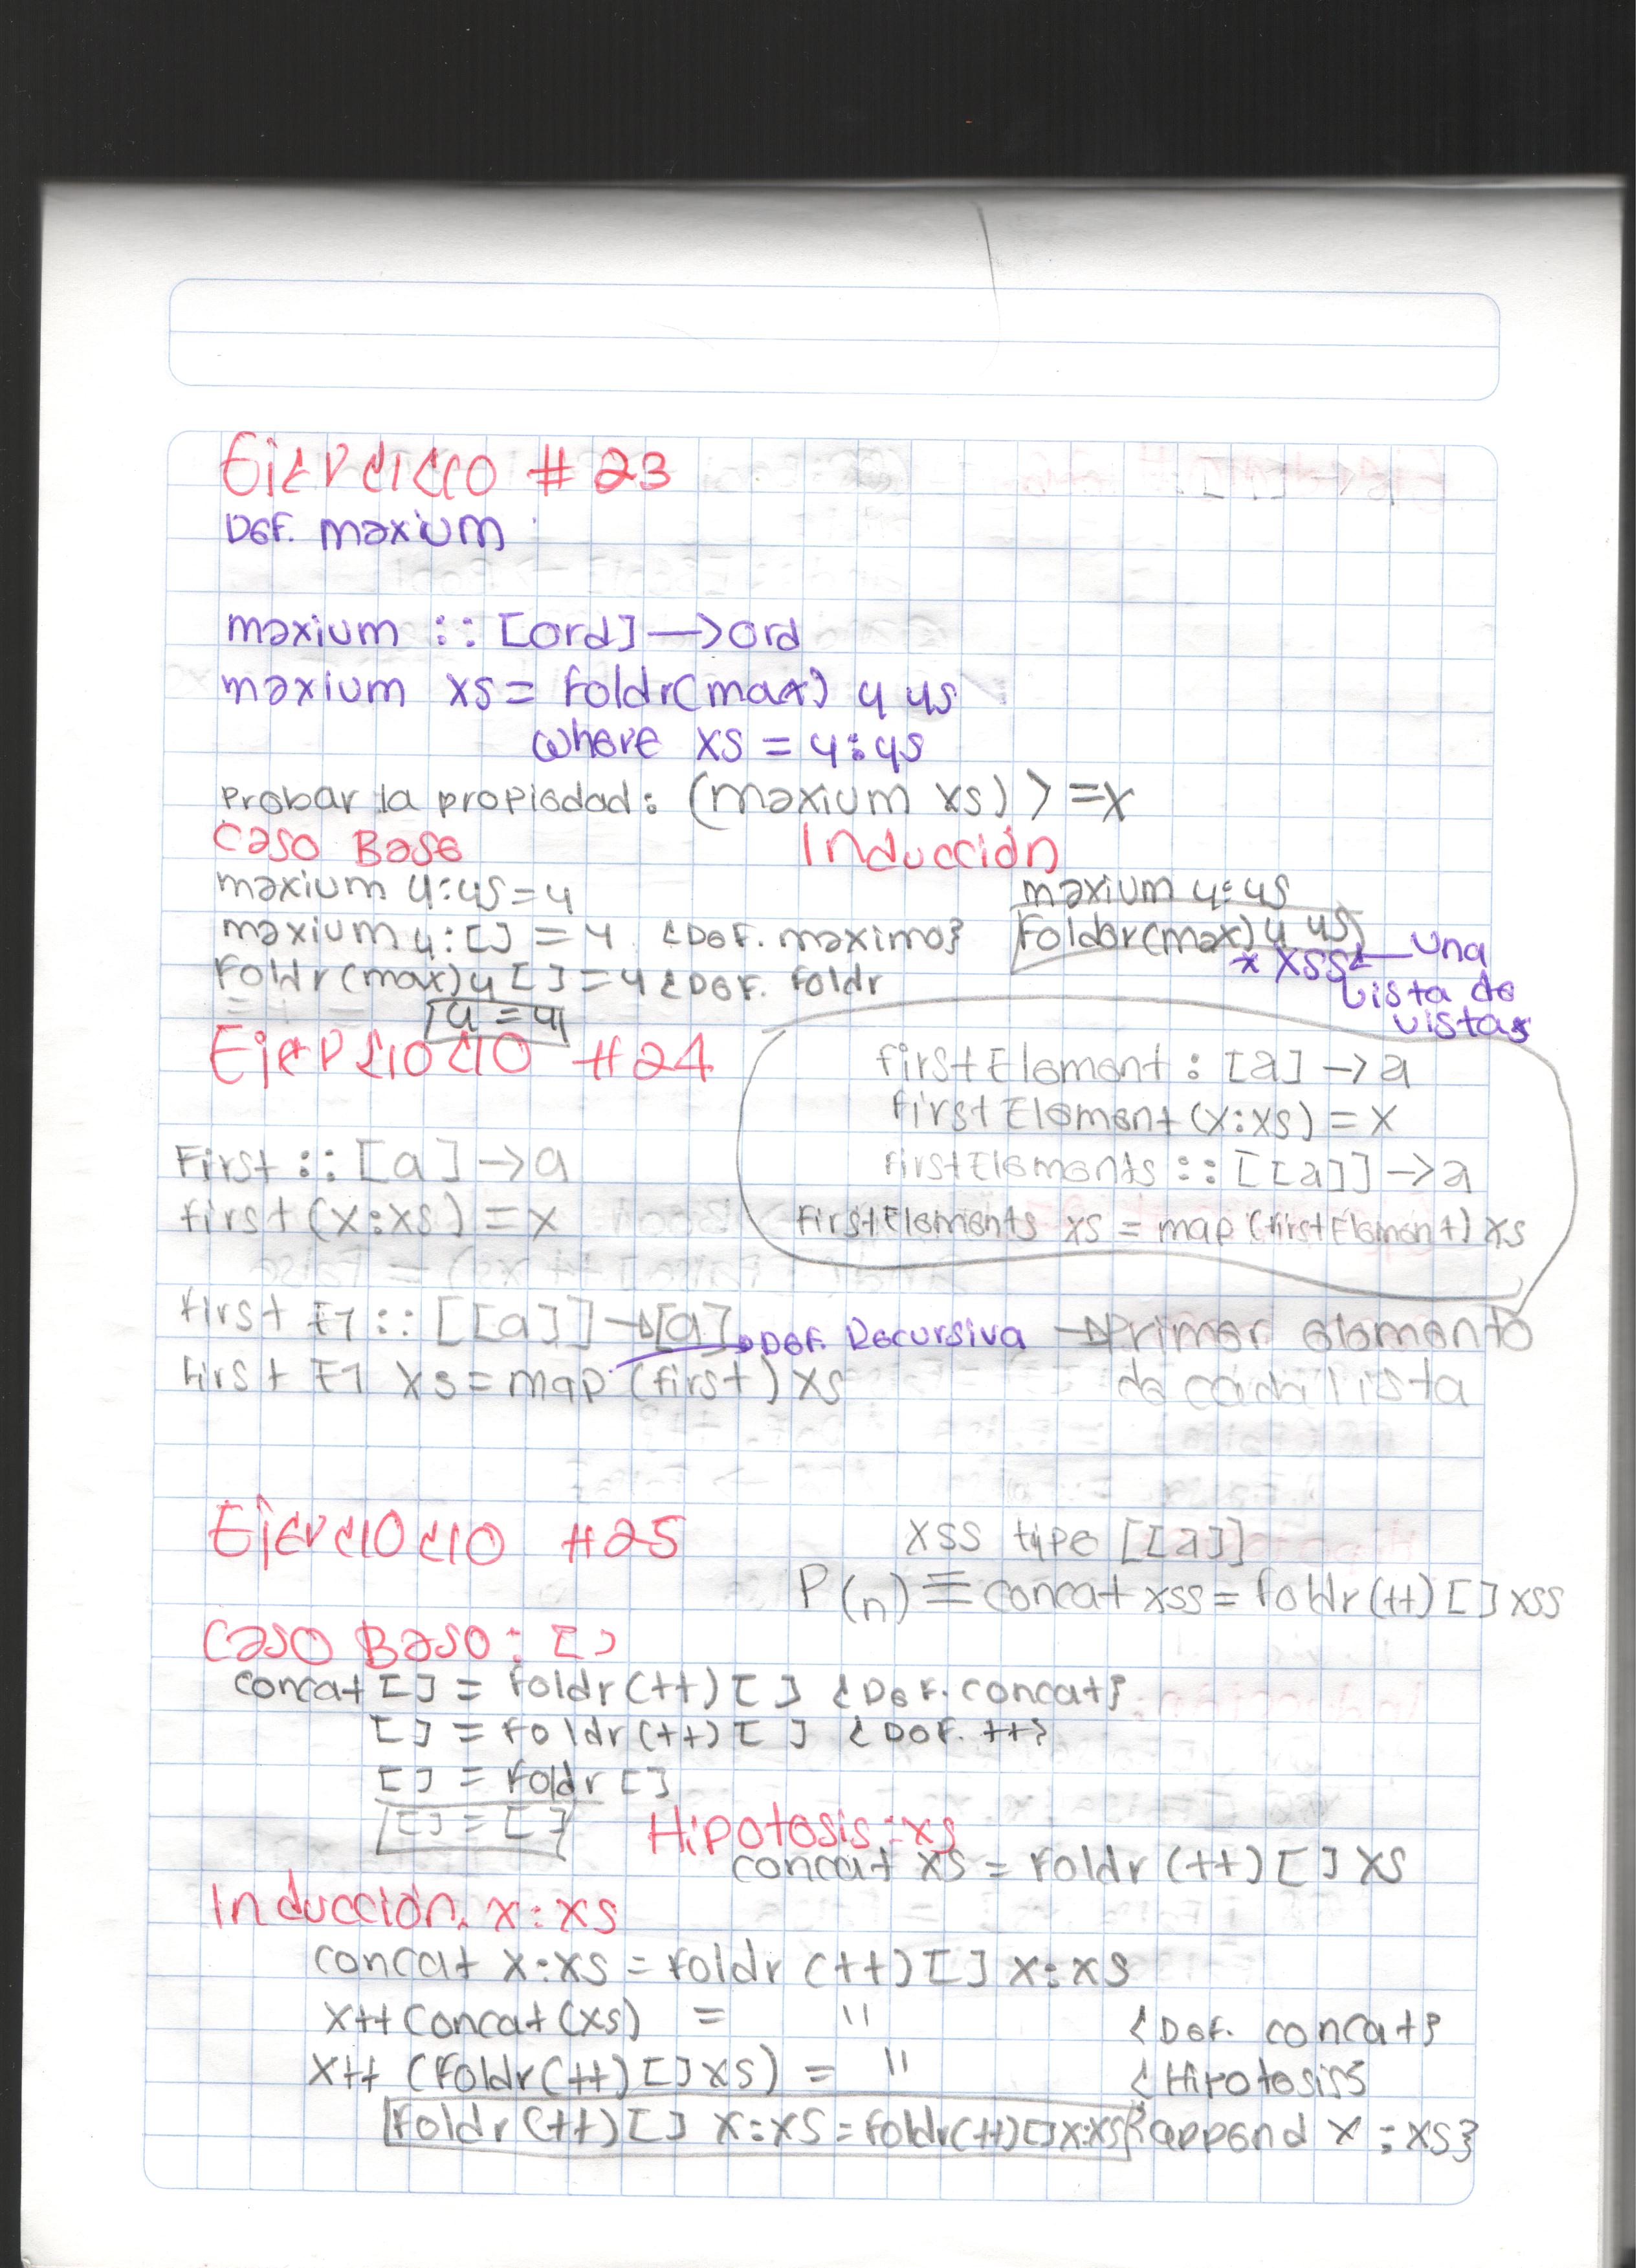 Ejercicio #23
Def. maxium :
maxium :: [ord] —> ord
maxium xs = foldr(max) y ys
where xs = y:ys
Probar la propiedad: (maxium xs) >= x
Caso Base
maxium y:ys = y
maxium y:[] = y {Def. maximo}
Foldr(max) y [] = y {Def. foldr
y = y
Inducción
maxium y:ys
Folder(max) y ys
* xss <— una
Lista de
Listas
Ejercicio #24
First :: [a] -> a
first (x:xs) = x
firstElement : [a] -> a
firstElement (x:xs) = x
firstElements :: [[a]] -> a
FirstElements xs = map (firstElement) xs
first E1 :: [[a]] -> [a]
Def. Recursiva
-> Primer elemento
de cada lista
first E1 xs = map (first) xs
Ejercicio #25
xss type [[a]]
P(n) ≡ concat xss = foldr (++) [] xss
Caso Base: []
concat [] = foldr (++) [] {Def. concat}
[] = foldr (++) [] {Def. ++}
[] = foldr []
[] = []
Hipotesis: xs
concat xs = foldr (++) [] xs
Inducción. x:xs
concat x:xs = foldr (++) [] x:xs
x ++ concat (xs) = " {Def. concat}
x ++ (foldr (++) [] xs) = " {Hipotesis}
foldr (++) [] x:xs = foldr (++) [] x:xs {append x:xs}